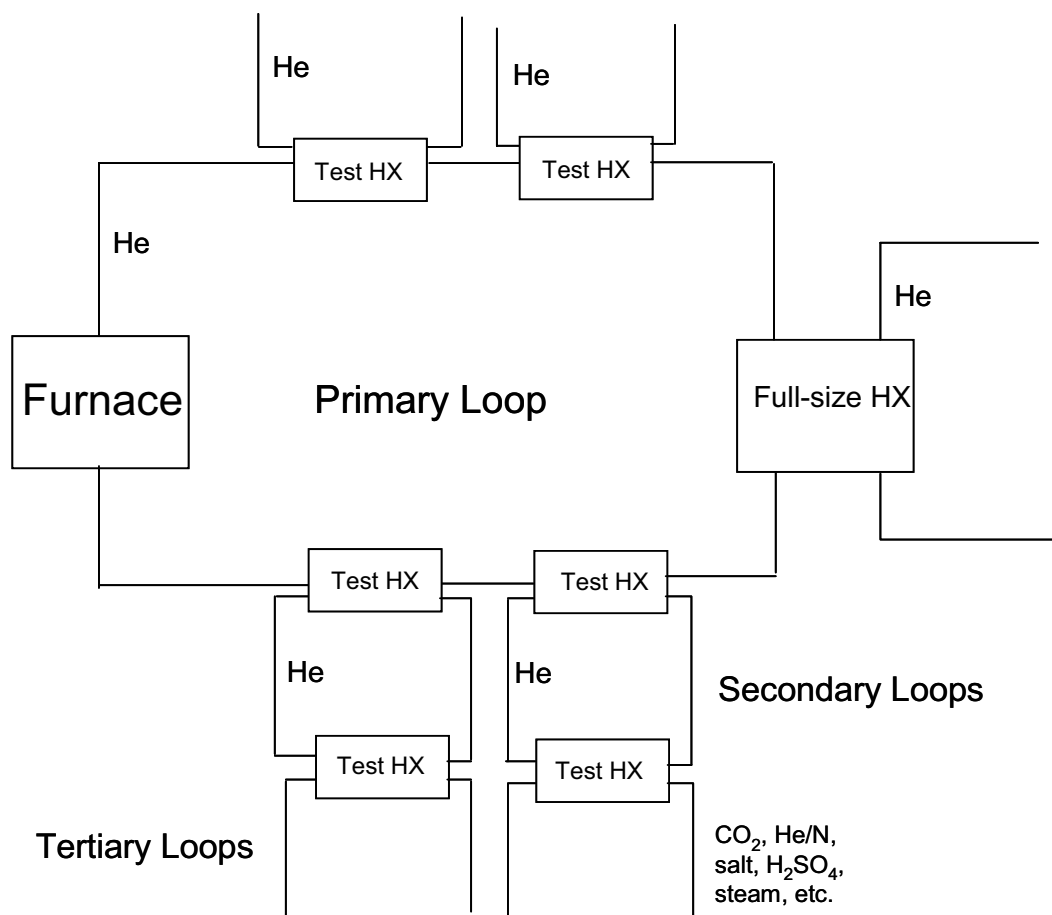 He
He
Test HX
Test HX
He
He
Furnace
Primary Loop
Full-size HX
Test HX
Test HX
He
He
Secondary Loops
Test HX
Test HX
Tertiary Loops
CO₂, He/N,
salt, H₂SO₄,
steam, etc.